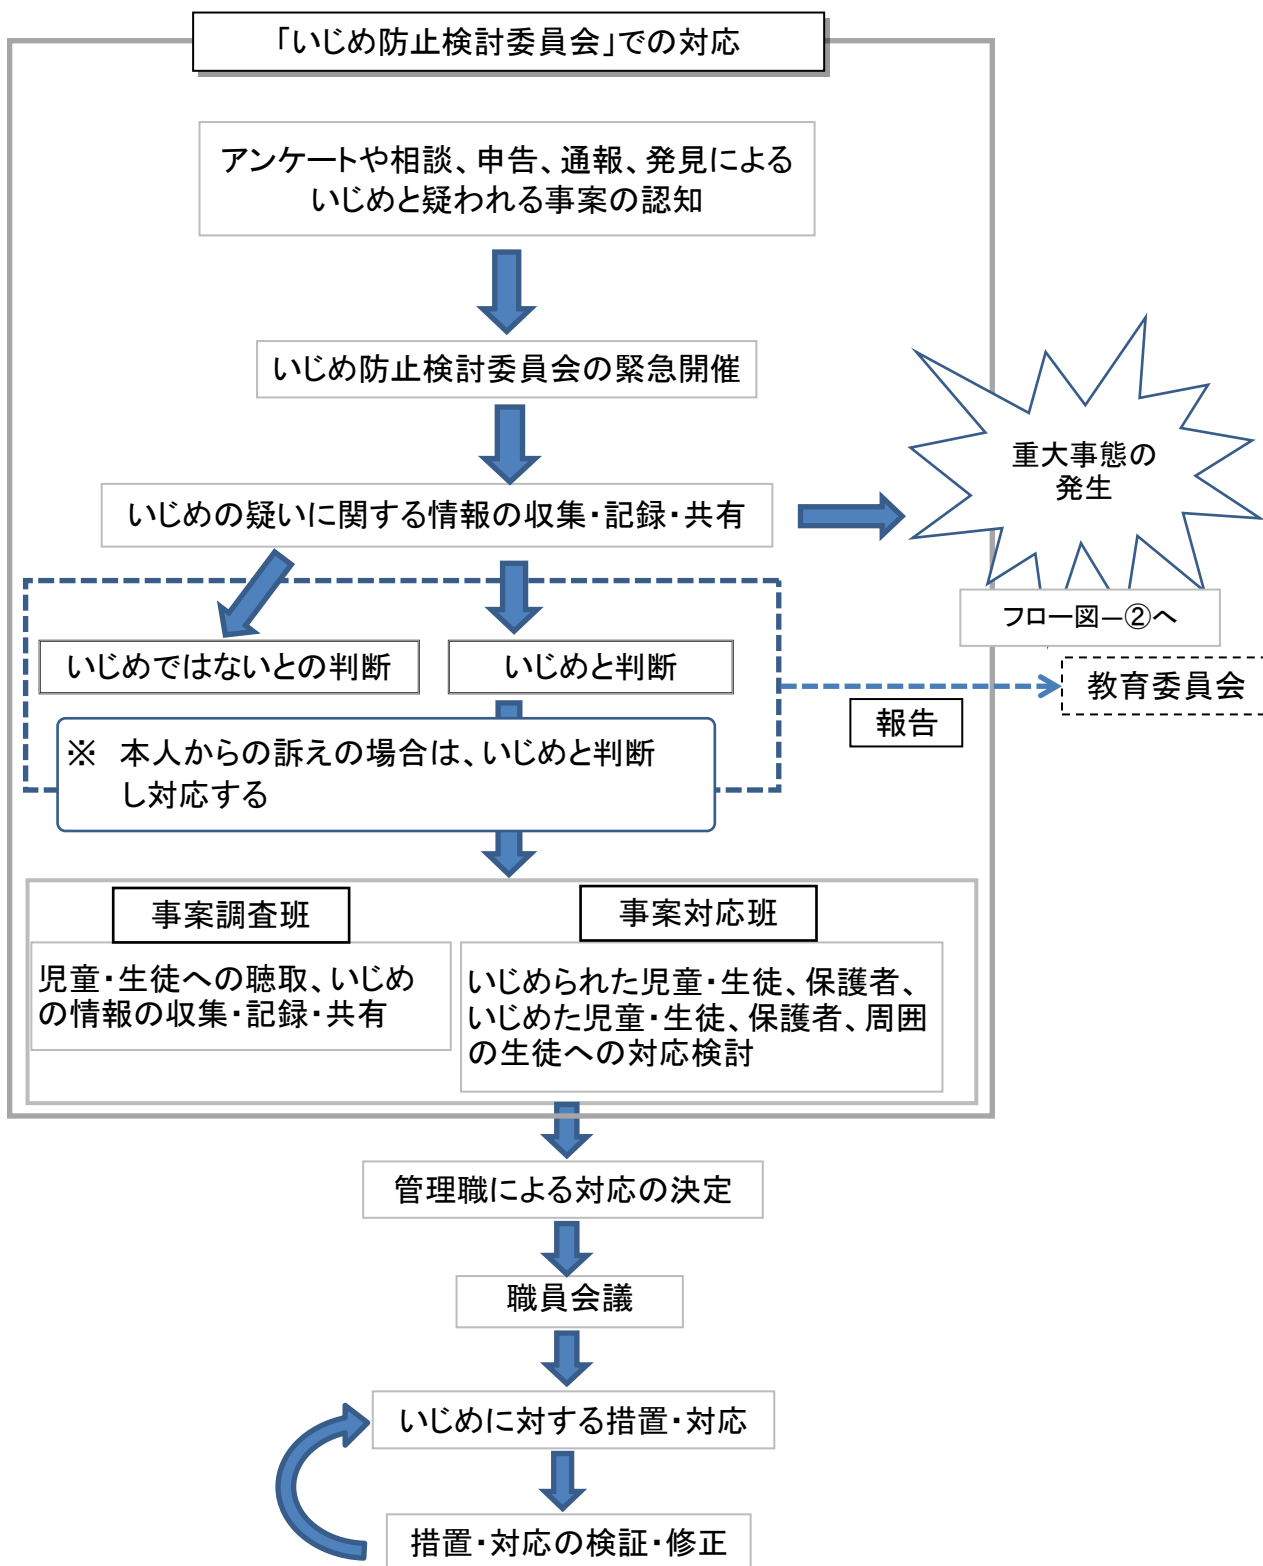 「いじめ防止検討委員会」での対応
アンケートや相談、申告、通報、発見による
いじめと疑われる事案の認知
いじめ防止検討委員会の緊急開催
重大事態の
発生
いじめの疑いに関する情報の収集・記録・共有
フロー図―②へ
いじめではないとの判断
いじめと判断
教育委員会
報告
※ 本人からの訴えの場合は、いじめと判断
し対応する
事案調査班
児童・生徒への聴取、いじめ
の情報の収集・記録・共有
事案対応班
いじめられた児童・生徒、保護者、
いじめた児童・生徒、保護者、周囲
の生徒への対応検討
管理職による対応の決定
職員会議
いじめに対する措置・対応
措置・対応の検証・修正